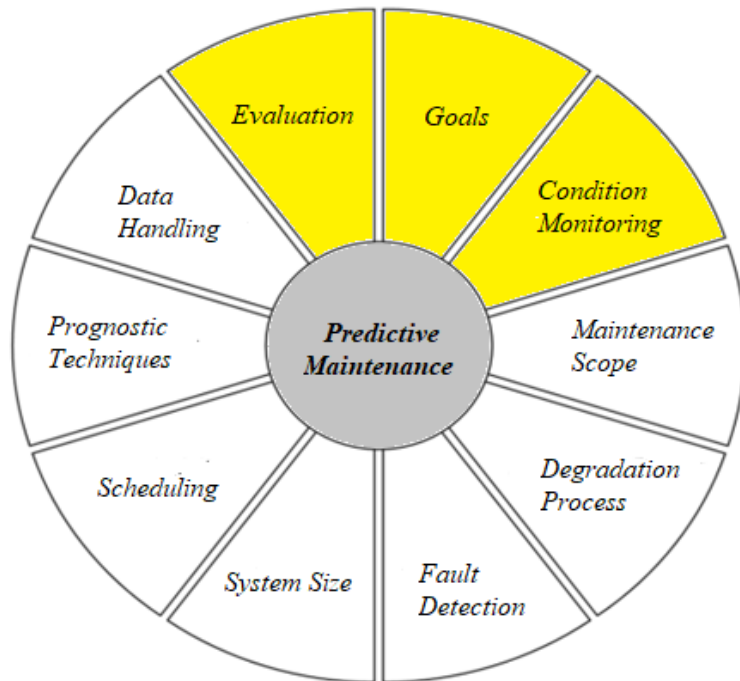 Evaluation
Goals
Condition
Monitoring
Maintenance
Scope
Degradation
Process
Fault
Detection
System Size
Scheduling
Prognostic
Techniques
Data
Handling
Predictive
Maintenance